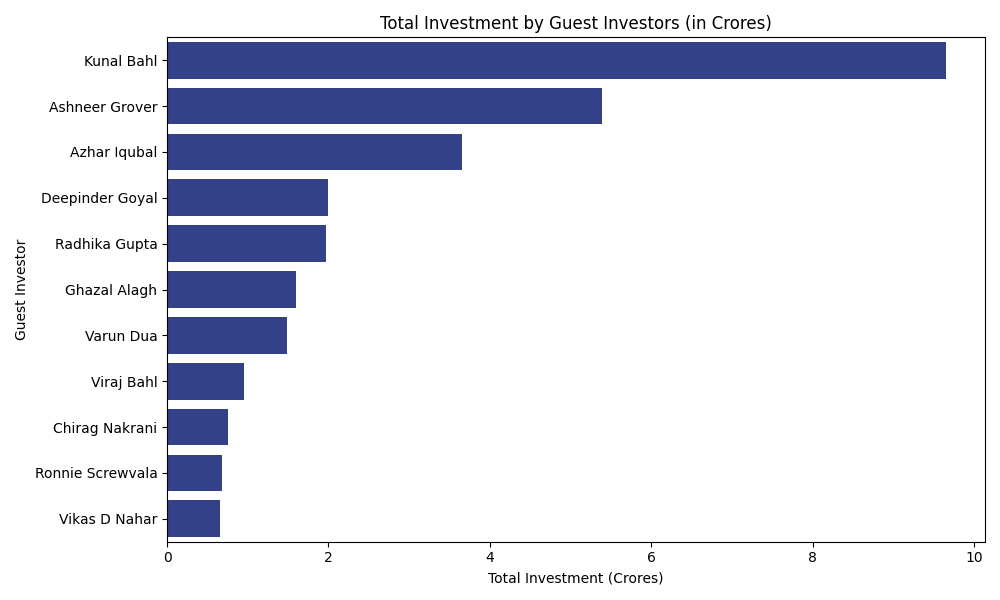 Total Investment by Guest Investors (in Crores)
Guest Investor
Kunal Bahl
Ashneer Grover
Azhar Iqubal
Deepinder Goyal
Radhika Gupta
Ghazal Alagh
Varun Dua
Viraj Bahl
Chirag Nakrani
Ronnie Screwvala
Vikas D Nahar
0 2 4 6 8 10
Total Investment (Crores)